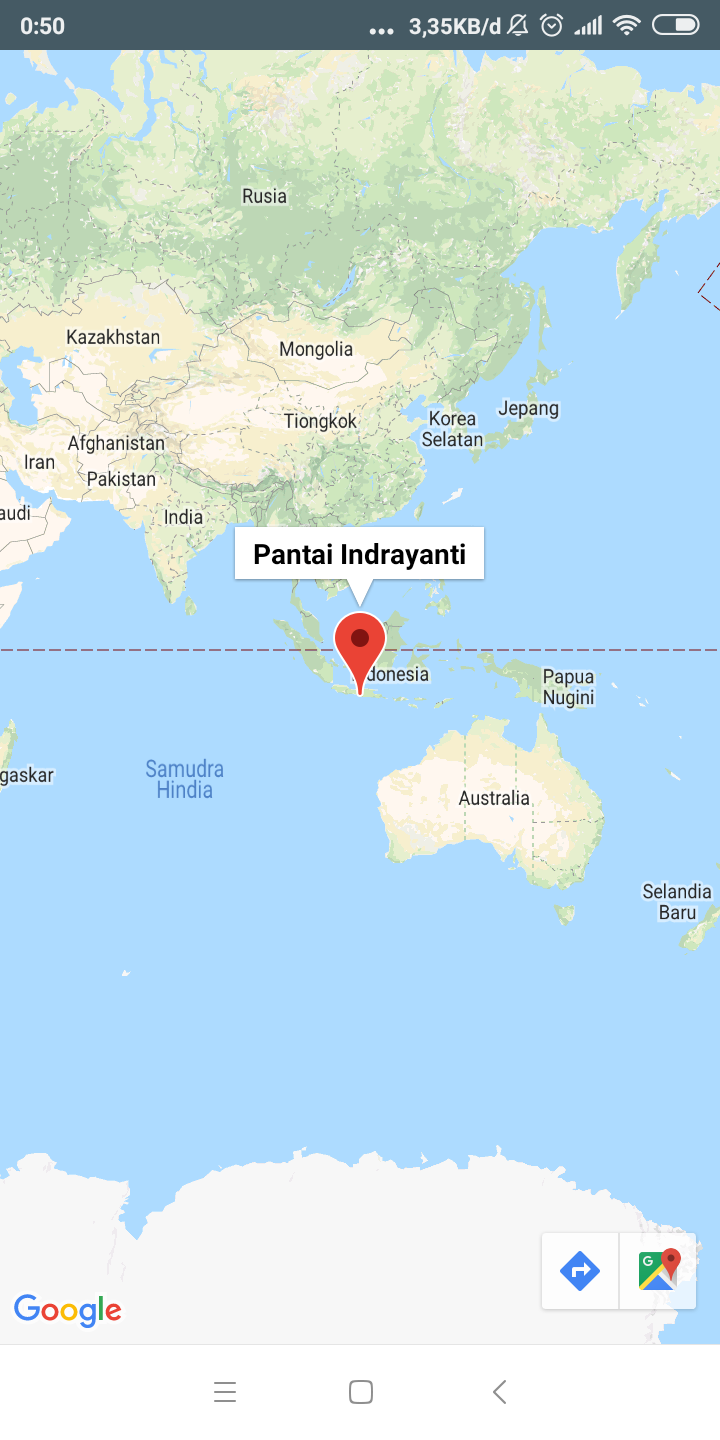 0:50
... 3,35KB/d
Rusia
Kazakhstan
Mongolia
Tiongkok
Jepang
Korea
Selatan
Afghanistan
Iran
Pakistan
audi
India
Pantai Indrayanti
donesia
Papua
Nugini
gaskar
Samudra
Hindia
Australia
Selandia
Baru
G
Google